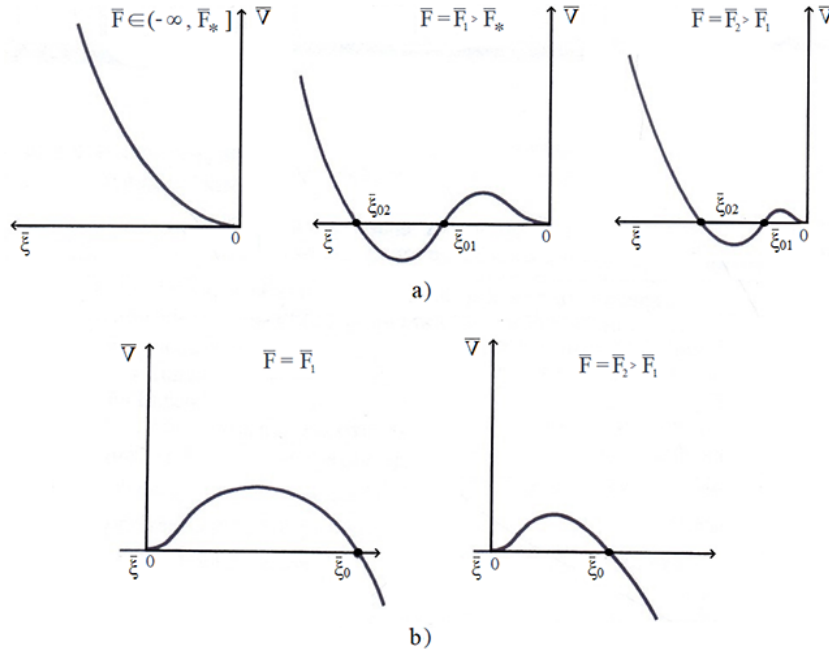 F̅ ∈ (-∞, F̅* ]
V̅
ξ̅
0
F̅ = F̅₁ > F̅*
V̅
ξ̅₀₂
ξ̅
ξ̅₀₁
0
F̅ = F̅₂ > F̅₁
V̅
ξ̅₀₂
ξ̅
ξ̅₀₁
0
a)
V̅
F̅ = F̅₁
ξ̅
0
ξ̅₀
V̅
F̅ = F̅₂ > F̅₁
ξ̅
0
ξ̅₀
b)